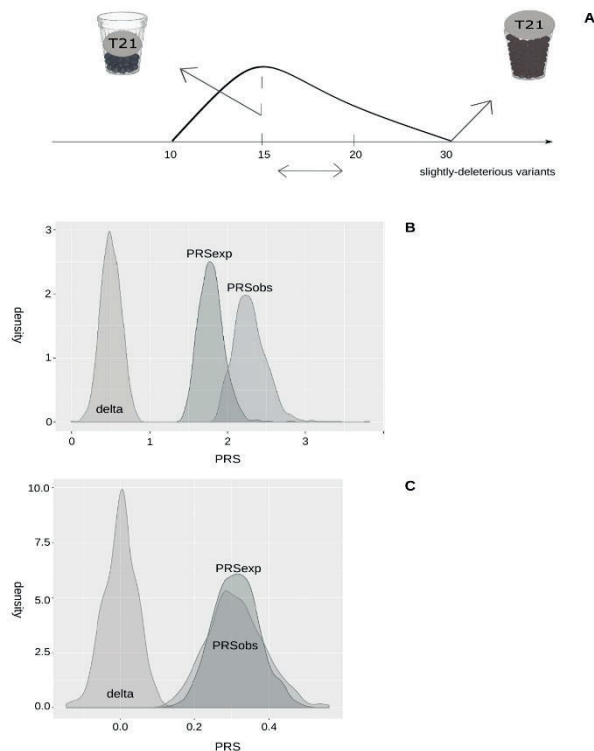 T21
T21
A
10 15 20 30
slightly-deleterious variants
B
3
2
1
0
density
PRSexp
PRSobs
delta
0 1 2 3
PRS
C
10.0
7.5
5.0
2.5
0.0
density
PRSexp
PRSobs
delta
0.0 0.2 0.4
PRS